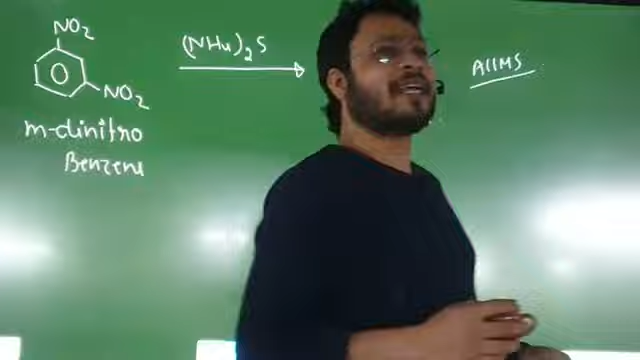 NO2
(NH4)2S
AIIMS
NO2
m-dinitro
Benzene